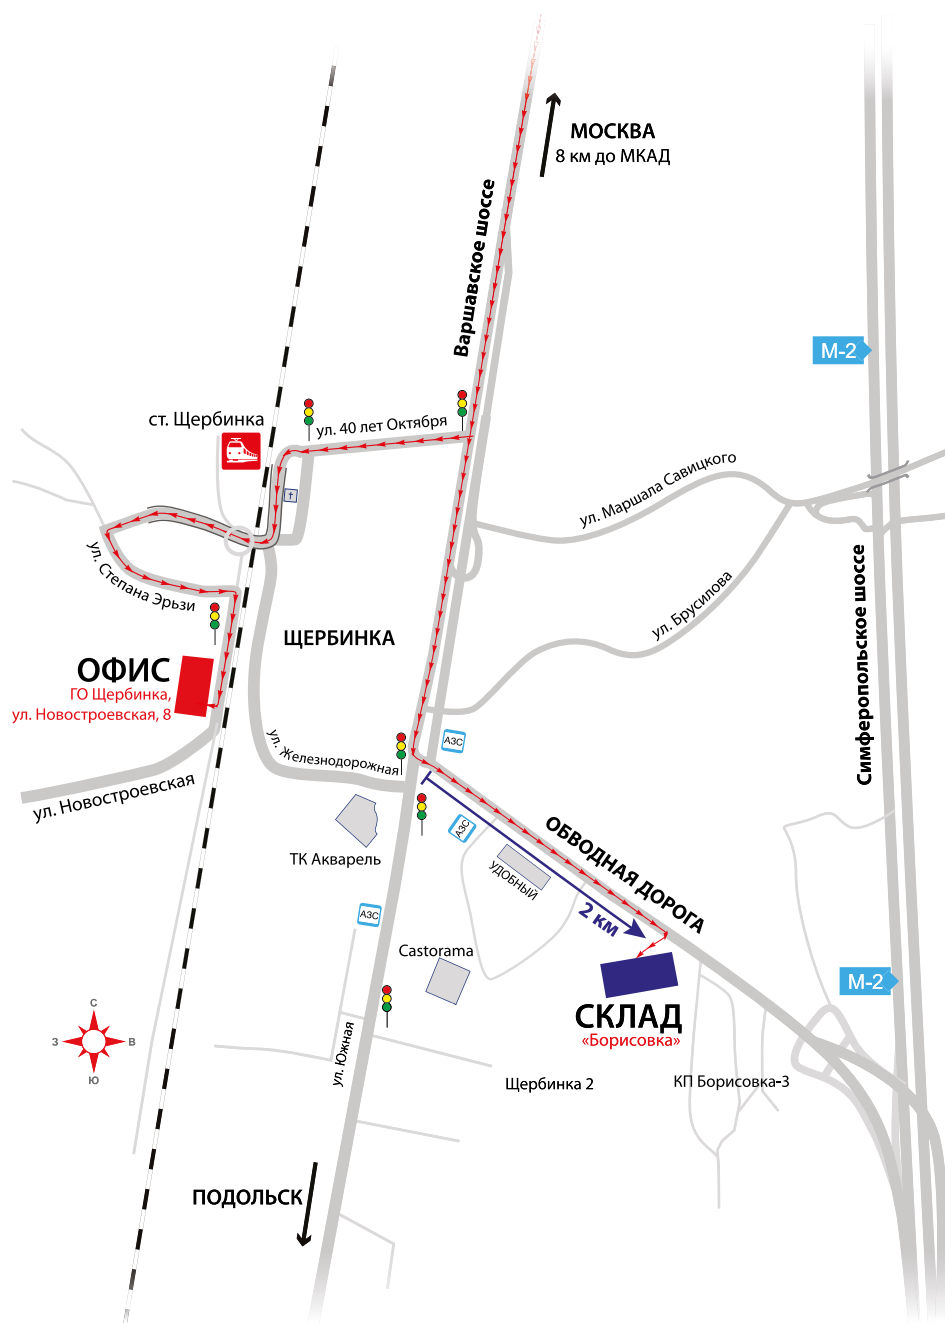 МОСКВА
8 км до МКАД
Варшавское шоссе
М-2
ст. Щербинка
ул. 40 лет Октября
ул. Маршала Савицкого
ул. Степана Эрьзи
ул. Брусилова
Симферопольское шоссе
ЩЕРБИНКА
ОФИС
ГО Щербинка,
ул. Новостроевская, 8
ул. Железнодорожная
АЗС
ул. Новостроевская
АЗС
ОБВОДНАЯ ДОРОГА
ТК Акварель
УДОБНЫЙ
2 км
АЗС
Castorama
М-2
СКЛАД
«Борисовка»
С
З
В
Ю
ул. Южная
Щербинка 2
КП Борисовка-3
ПОДОЛЬСК